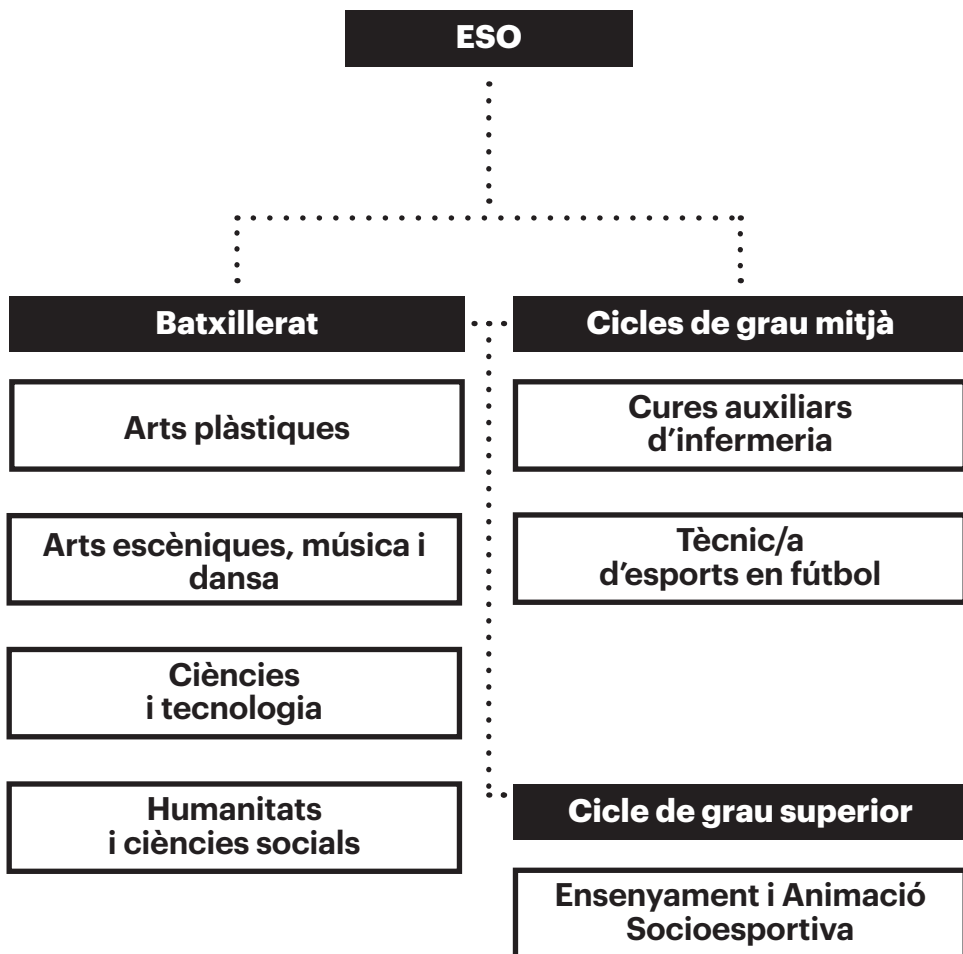 ESO
Batxillerat
Arts plàstiques
Arts escèniques, música i
dansa
Ciències
i tecnologia
Humanitats
i ciències socials
Cicles de grau mitjà
Cures auxiliars
d’infermeria
Tècnic/a
d’esports en fútbol
Cicle de grau superior
Ensenyament i Animació
Socioesportiva